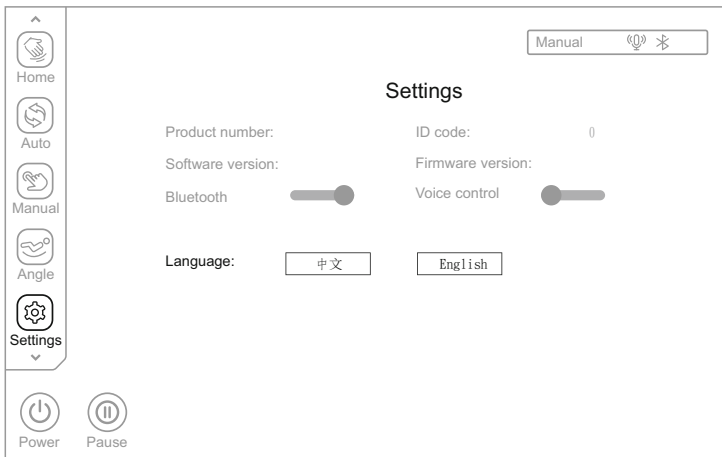 Manual
Home
Settings
Auto
Product number:
ID code: 0
Software version:
Firmware version:
Manual
Bluetooth
Voice control
Angle
Language:
中文
English
Settings
Power
Pause